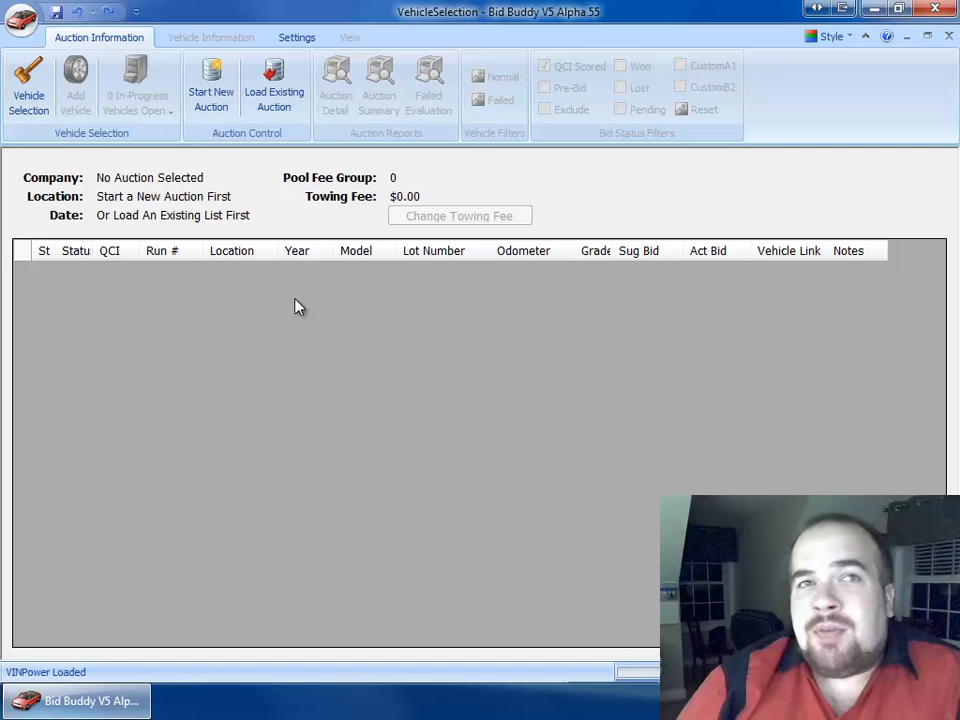 VehicleSelection - Bid Buddy V5 Alpha 55
Auction Information
Vehicle Information
Settings
View
Style
Vehicle Selection
Add Vehicle
0 In-Progress Vehicles Open
Vehicle Selection
Start New Auction
Load Existing Auction
Auction Control
Auction Detail
Auction Summary
Failed Evaluation
Auction Reports
Normal
Failed
Vehicle Filters
QCI Scored
Won
CustomA1
Pre-Bid
Lost
CustomB2
Exclude
Pending
Reset
Bid Status Filters
Company: No Auction Selected
Pool Fee Group: 0
Location: Start a New Auction First
Towing Fee: $0.00
Date: Or Load An Existing List First
Change Towing Fee
St Statu QCI Run # Location Year Model Lot Number Odometer Grade Sug Bid Act Bid Vehicle Link Notes
VINPower Loaded
Bid Buddy V5 Alp...